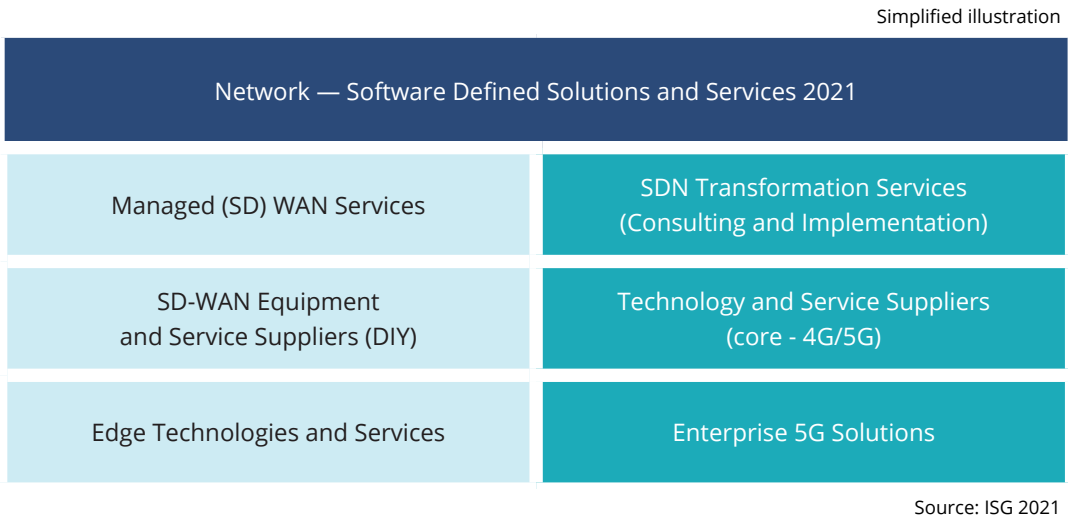 Simplified illustration
Network — Software Defined Solutions and Services 2021
Managed (SD) WAN Services
SDN Transformation Services
(Consulting and Implementation)
SD-WAN Equipment
and Service Suppliers (DIY)
Technology and Service Suppliers
(core - 4G/5G)
Edge Technologies and Services
Enterprise 5G Solutions
Source: ISG 2021